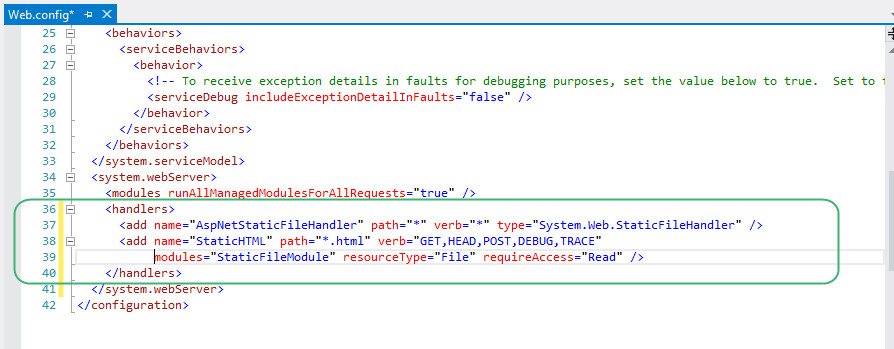 Web.config*
25 <behaviors>
26 <serviceBehaviors>
27 <behavior>
28 <!-- To receive exception details in faults for debugging purposes, set the value below to true.  Set to
29 <serviceDebug includeExceptionDetailInFaults="false" />
30 </behavior>
31 </serviceBehaviors>
32 </behaviors>
33 </system.serviceModel>
34 <system.webServer>
35 <modules runAllManagedModulesForAllRequests="true" />
36 <handlers>
37 <add name="AspNetStaticFileHandler" path="*" verb="*" type="System.Web.StaticFileHandler" />
38 <add name="StaticHTML" path="*.html" verb="GET,HEAD,POST,DEBUG,TRACE"
39 modules="StaticFileModule" resourceType="File" requireAccess="Read" />
40 </handlers>
41 </system.webServer>
42 </configuration>